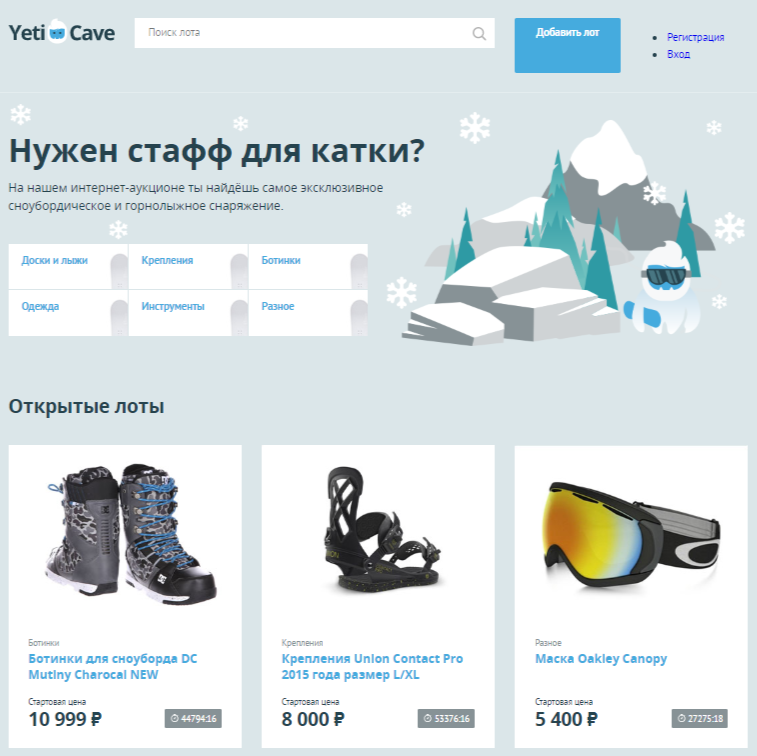 Yeti Cave
Поиск лота
Добавить лот
Регистрация
Вход
Нужен стафф для катки?
На нашем интернет-аукционе ты найдёшь самое эксклюзивное
сноубордическое и горнолыжное снаряжение.
Доски и лыжи
Крепления
Ботинки
Одежда
Инструменты
Разное
Открытые лоты
Ботинки
Ботинки для сноуборда DC
Mutiny Charocal NEW
Стартовая цена
10 999 ₽
44794:16
Крепления
Крепления Union Contact Pro
2015 года размер L/XL
Стартовая цена
8 000 ₽
53376:16
Разное
Маска Oakley Canopy
Стартовая цена
5 400 ₽
27275:18